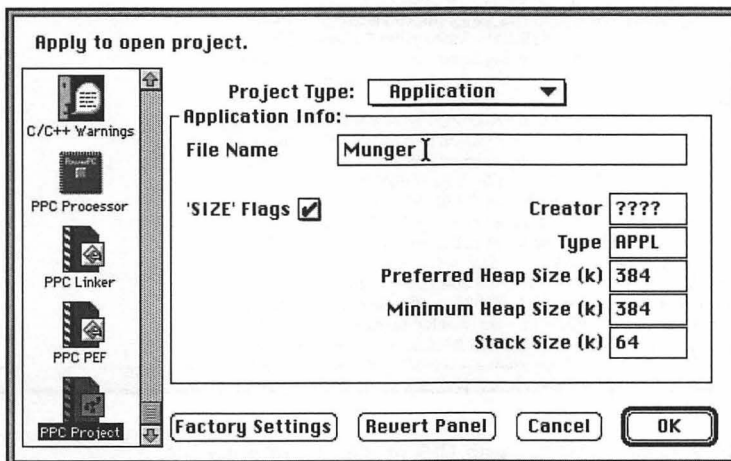 Apply to open project.
C/C++ Warnings
PowerPC
PPC Processor
PPC Linker
PPC PEF
PPC Project
Project Type: Application
Application Info:
File Name Munger
'SIZE' Flags
Creator ????
Type APPL
Preferred Heap Size (k) 384
Minimum Heap Size (k) 384
Stack Size (k) 64
Factory Settings Revert Panel Cancel OK